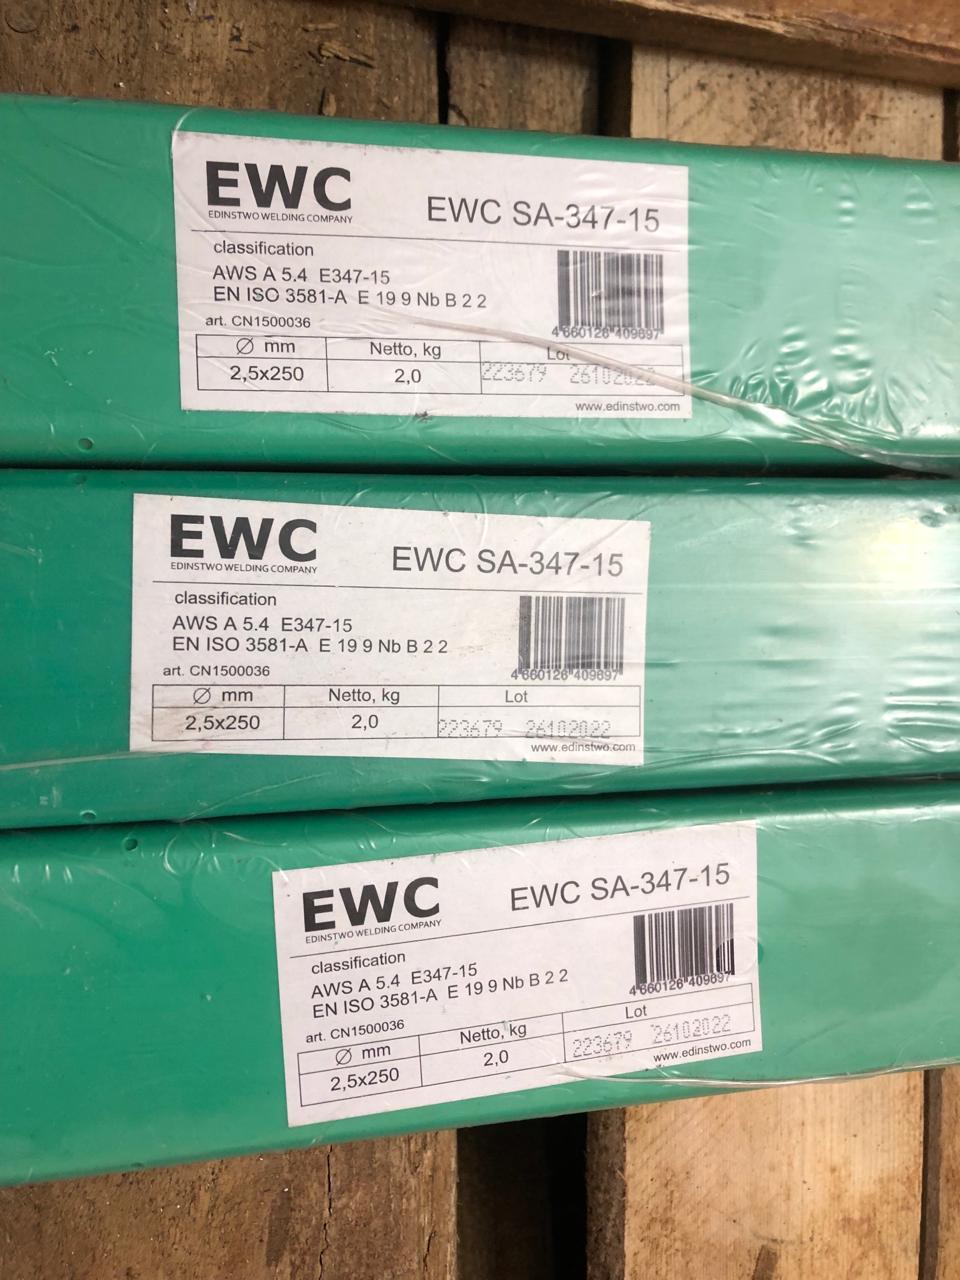 EWC
EDINSTWO WELDING COMPANY
EWC SA-347-15
classification
AWS A 5.4 E347-15
EN ISO 3581-A E 19 9 Nb B 2 2
art. CN1500036
4 660126 409897
Ø mm Netto, kg Lot
2,5x250 2,0 223679 26102022
www.edinstwo.com
EWC
EDINSTWO WELDING COMPANY
EWC SA-347-15
classification
AWS A 5.4 E347-15
EN ISO 3581-A E 19 9 Nb B 2 2
art. CN1500036
4 660126 409897
Ø mm Netto, kg Lot
2,5x250 2,0 223679 26102022
www.edinstwo.com
EWC
EDINSTWO WELDING COMPANY
EWC SA-347-15
classification
AWS A 5.4 E347-15
EN ISO 3581-A E 19 9 Nb B 2 2
art. CN1500036
4 660126 409897
Ø mm Netto, kg Lot
2,5x250 2,0 223679 26102022
www.edinstwo.com